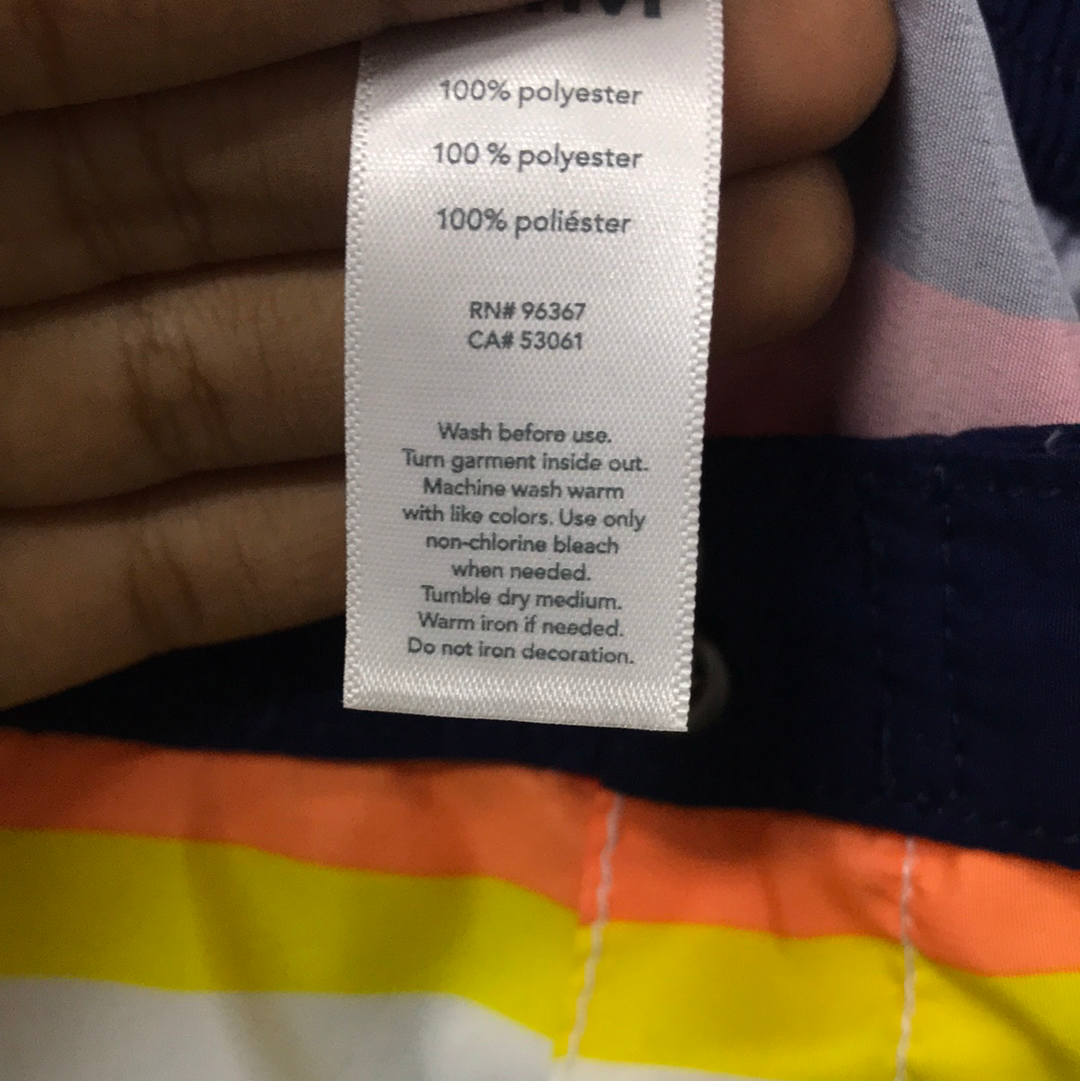 100% polyester
100 % polyester
100% poliéster
RN# 96367
CA# 53061
Wash before use.
Turn garment inside out.
Machine wash warm
with like colors. Use only
non-chlorine bleach
when needed.
Tumble dry medium.
Warm iron if needed.
Do not iron decoration.